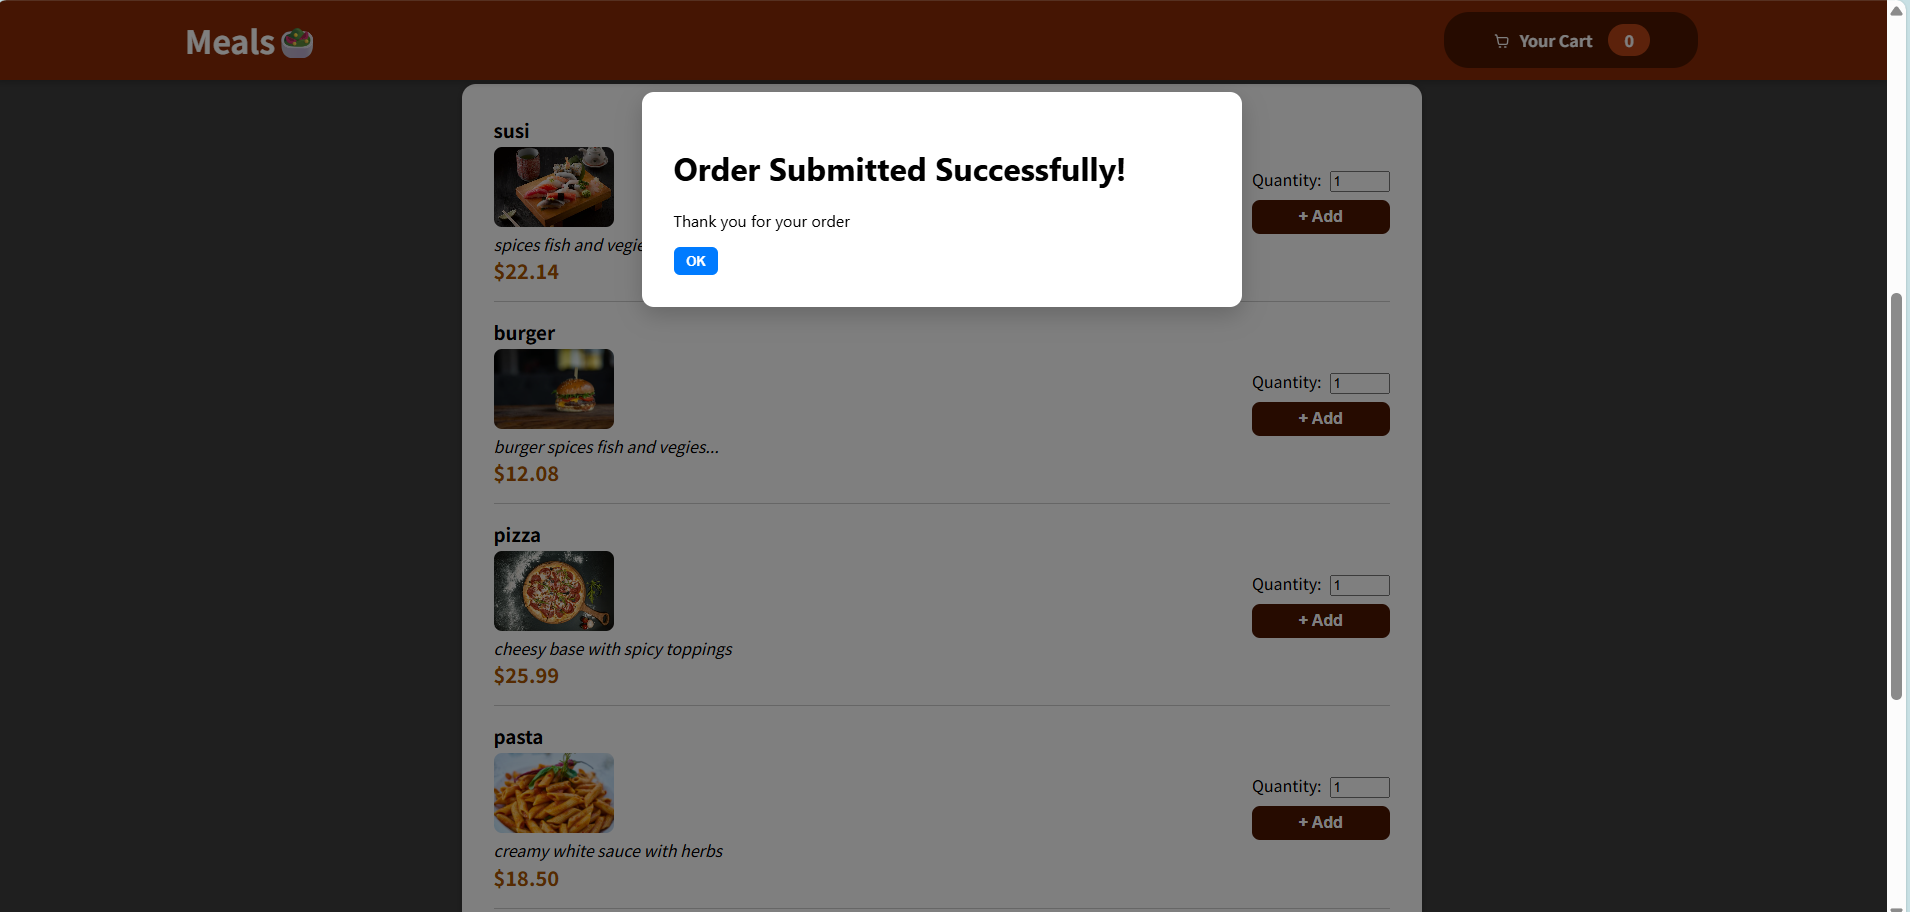 Meals
Your Cart 0
Order Submitted Successfully!
Thank you for your order
OK
susi
spices fish and vegie
$22.14
Quantity: 1
+ Add
burger
burger spices fish and vegies...
$12.08
Quantity: 1
+ Add
pizza
cheesy base with spicy toppings
$25.99
Quantity: 1
+ Add
pasta
creamy white sauce with herbs
$18.50
Quantity: 1
+ Add